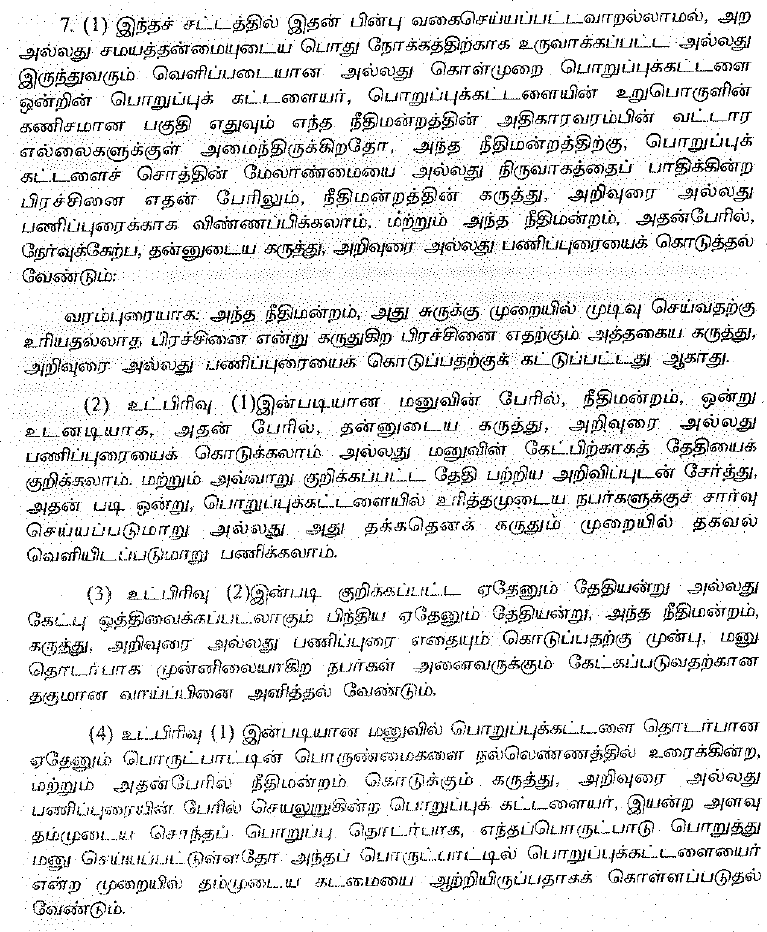 7. (1) இந்தச் சட்டத்தில் இதன் பின்பு வகைசெய்யப்பட்டவாறல்லாமல், அற
அல்லது சமயத்தன்மையுடைய பொது நோக்கத்திற்காக உருவாக்கப்பட்ட அல்லது
இருந்துவரும் வெளிப்படையான அல்லது கொள்முறை பொறுப்புக்கட்டளை
ஒன்றின் பொறுப்புக் கட்டளையர், பொறுப்புக்கட்டளையின் உறுபொருளின்
கணிசமான பகுதி எதுவும் எந்த நீதிமன்றத்தின் அதிகாரவரம்பின் வட்டார
எல்லைகளுக்குள் அமைந்திருக்கிறதோ, அந்த நீதிமன்றத்திற்கு, பொறுப்புக்
கட்டளைச் சொத்தின் மேலாண்மையை அல்லது நிருவாகத்தைப் பாதிக்கின்ற
பிரச்சினை எதன் பேரிலும், நீதிமன்றத்தின் கருத்து, அறிவுரை அல்லது
பணிப்புரைக்காக விண்ணப்பிக்கலாம், மற்றும் அந்த நீதிமன்றம், அதன்பேரில்,
நேர்வுக்கேற்ப, தன்னுடைய கருத்து, அறிவுரை அல்லது பணிப்புரையைக் கொடுத்தல்
வேண்டும்:
வரம்புரையாக: அந்த நீதிமன்றம், அது சுருக்கு முறையில் முடிவு செய்வதற்கு
உரியதல்லாத பிரச்சினை என்று கருதுகிற பிரச்சினை எதற்கும் அத்தகைய கருத்து,
அறிவுரை அல்லது பணிப்புரையைக் கொடுப்பதற்குக் கட்டுப்பட்டது ஆகாது.
(2) உட்பிரிவு (1)இன்படியான மனுவின் பேரில், நீதிமன்றம், ஒன்று
உடனடியாக, அதன் பேரில், தன்னுடைய கருத்து, அறிவுரை அல்லது
பணிப்புரையைக் கொடுக்கலாம் அல்லது மனுவின் கேட்பிற்காகத் தேதியைக்
குறிக்கலாம். மற்றும் அவ்வாறு குறிக்கப்பட்ட தேதி பற்றிய அறிவிப்புடன் சேர்த்து,
அதன் படி ஒன்று, பொறுப்புக்கட்டளையில் உரித்தமுடைய நபர்களுக்குச் சார்வு
செய்யப்படுமாறு அல்லது அது தக்கதெனக் கருதும் முறையில் தகவல்
வெளியிடப்படுமாறு பணிக்கலாம்.
(3) உட்பிரிவு (2)இன்படி குறிக்கப்பட்ட ஏதேனும் தேதியன்று அல்லது
கேட்பு ஒத்திவைக்கப்படலாகும் பிந்திய ஏதேனும் தேதியன்று, அந்த நீதிமன்றம்,
கருத்து, அறிவுரை அல்லது பணிப்புரை எதையும் கொடுப்பதற்கு முன்பு, மனு
தொடர்பாக முன்னிலையாகிற நபர்கள் அனைவருக்கும் கேட்கப்படுவதற்கான
தகுமான வாய்ப்பினை அளித்தல் வேண்டும்.
(4) உட்பிரிவு (1) இன்படியான மனுவில் பொறுப்புக்கட்டளை தொடர்பான
ஏதேனும் பொருட்பாட்டின் பொருண்மைகளை நல்லெண்ணத்தில் உரைக்கின்ற,
மற்றும் அதன்பேரில் நீதிமன்றம் கொடுக்கும் கருத்து, அறிவுரை அல்லது
பணிப்புரையின் பேரில் செயலுறுகின்ற பொறுப்புக் கட்டளையர், இயன்ற அளவு
தம்முடைய சொந்தப் பொறுப்பு தொடர்பாக, எந்தப்பொருட்பாடு பொறுத்து
மனு செய்யப்பட்டுள்ளதோ அந்தப் பொருட்பாட்டில் பொறுப்புக்கட்டளையைர்
என்ற முறையில் தம்முடைய கடமையை ஆற்றியிருப்பதாகக் கொள்ளப்படுதல்
வேண்டும்.